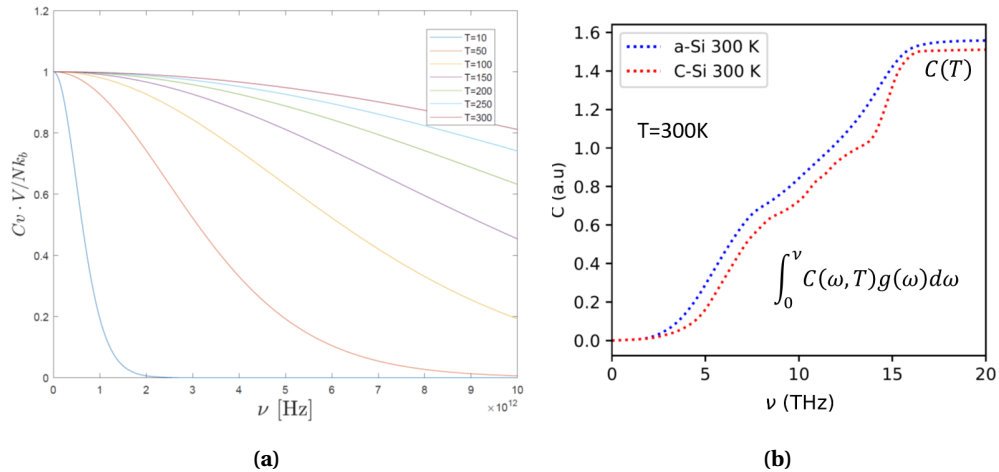 1.2
1
0.8
0.6
0.4
0.2
0
Cv · V/Nk_b
T=10
T=50
T=100
T=150
T=200
T=250
T=300
0 1 2 3 4 5 6 7 8 9 10
×10^12
ν [Hz]
(a)
1.6
1.4
1.2
1.0
0.8
0.6
0.4
0.2
0.0
C (a.u)
a-Si 300 K
C-Si 300 K
C(T)
T=300K
∫_0^ν C(ω,T)g(ω)dω
0 5 10 15 20
ν (THz)
(b)